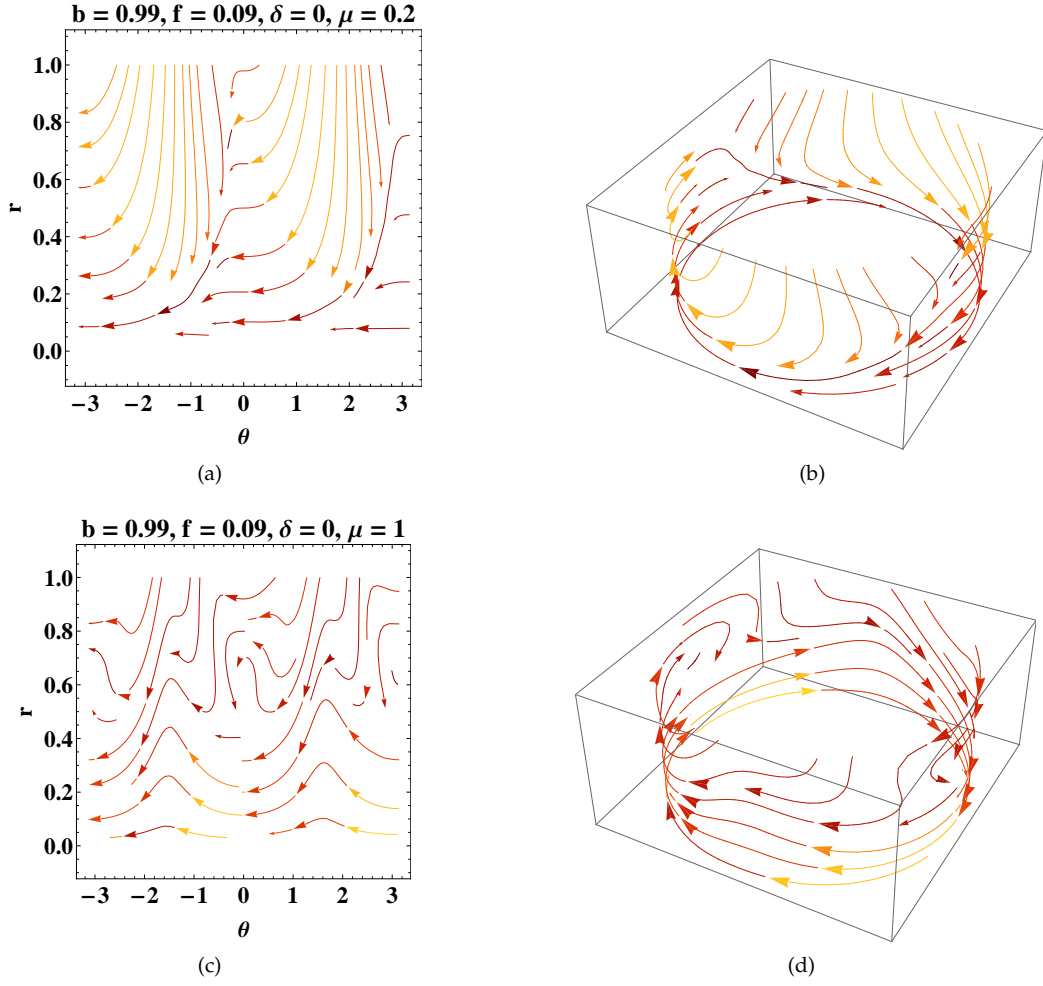 b = 0.99, f = 0.09, δ = 0, μ = 0.2
1.0
0.8
0.6
r
0.4
0.2
0.0
−3 −2 −1 0 1 2 3
θ
(a)
(b)
b = 0.99, f = 0.09, δ = 0, μ = 1
1.0
0.8
0.6
r
0.4
0.2
0.0
−3 −2 −1 0 1 2 3
θ
(c)
(d)